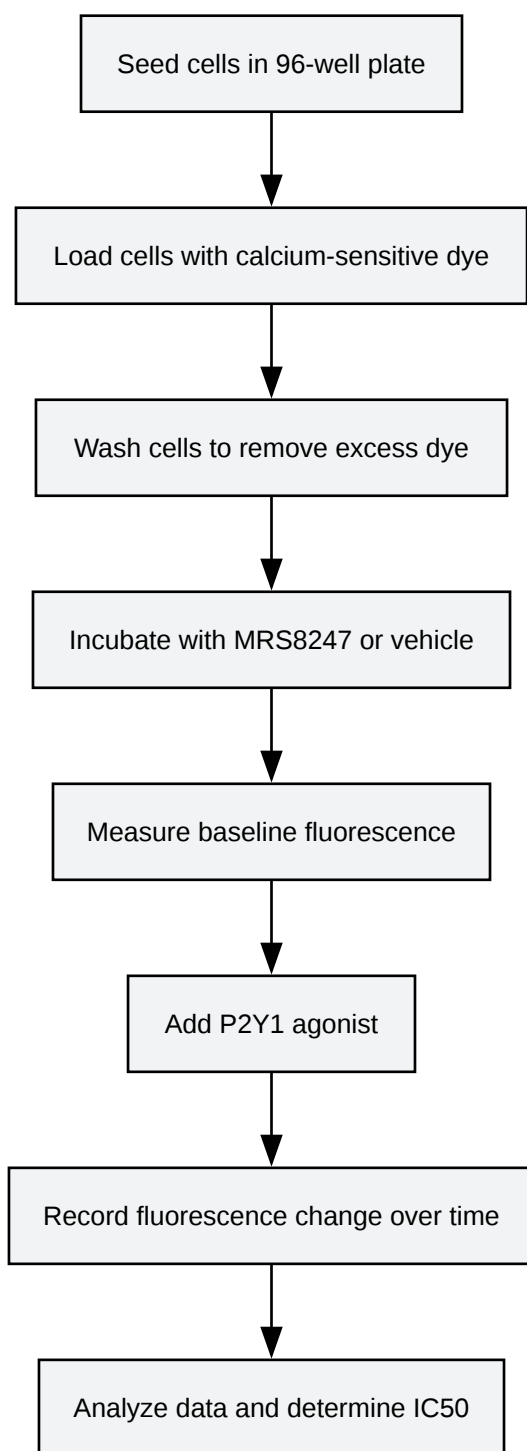 Seed cells in 96-well plate
Load cells with calcium-sensitive dye
Wash cells to remove excess dye
Incubate with MRS8247 or vehicle
Measure baseline fluorescence
Add P2Y1 agonist
Record fluorescence change over time
Analyze data and determine IC50